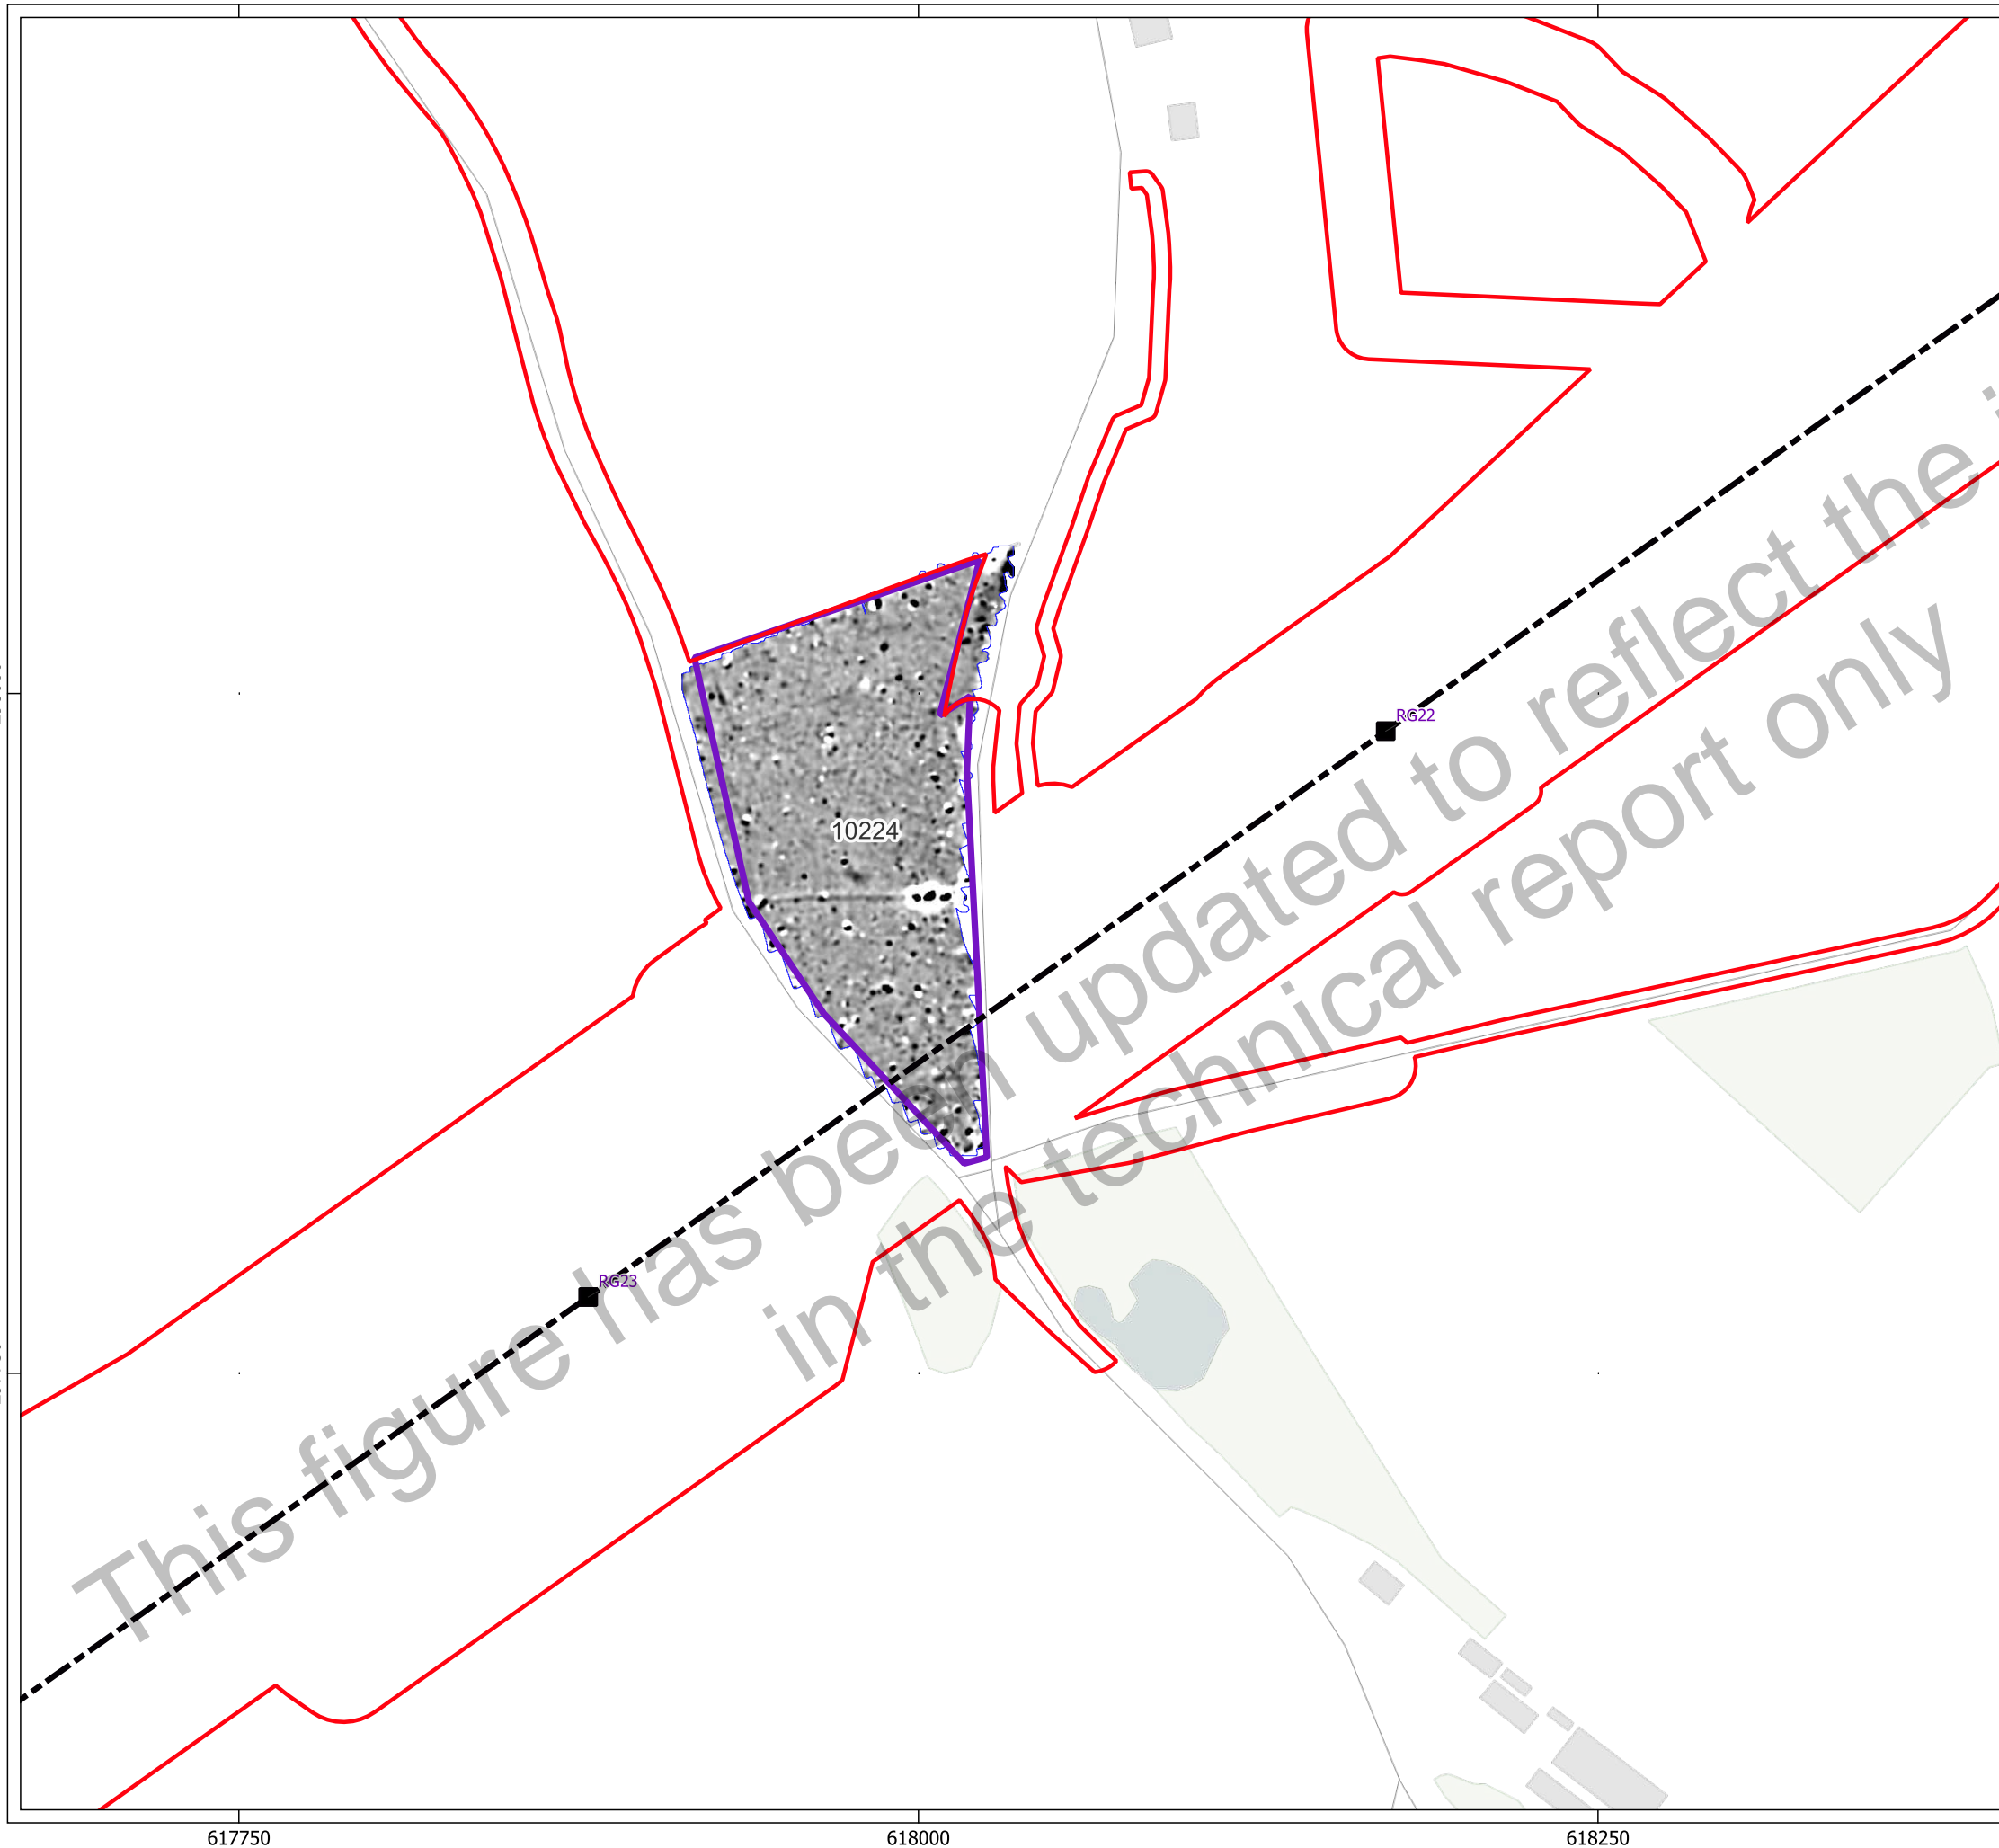 RG22
10224
RG23
This figure has been updated to reflect the
in the technical report only
617750
618000
618250